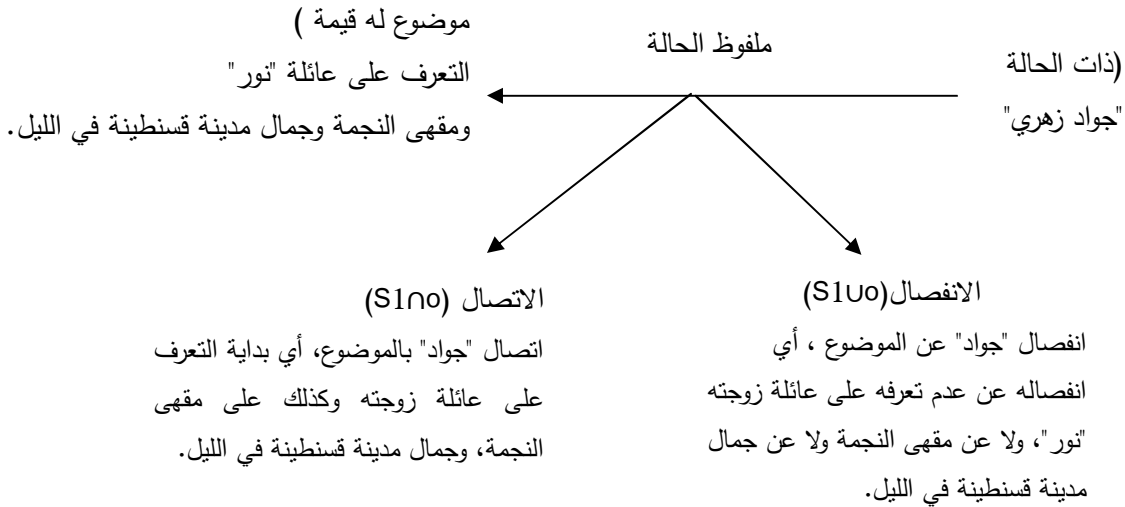 (ذات الحالة
"جواد زهري"
ملفوظ الحالة
موضوع له قيمة )
التعرف على عائلة "نور"
ومقهى النجمة وجمال مدينة قسنطينة في الليل.
الانفصال(S1∪o)
انفصال "جواد" عن الموضوع ، أي
انفصاله عن عدم تعرفه على عائلة زوجته
"نور"، ولا عن مقهى النجمة ولا عن جمال
مدينة قسنطينة في الليل.
الاتصال (S1∩o)
اتصال "جواد" بالموضوع، أي بداية التعرف
على عائلة زوجته وكذلك على مقهى
النجمة، وجمال مدينة قسنطينة في الليل.